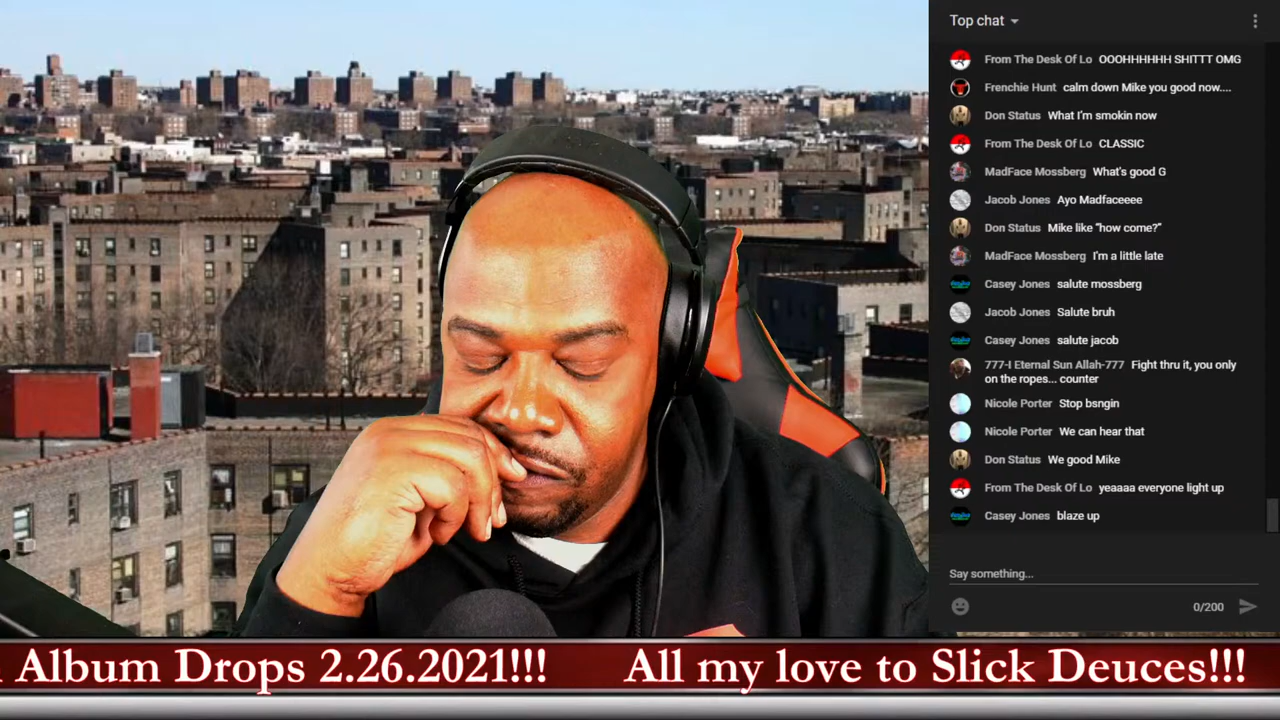 Top chat
From The Desk Of Lo OOOHHHHHH SHITTT OMG
Frenchie Hunt calm down Mike you good now....
Don Status What I'm smokin now
From The Desk Of Lo CLASSIC
MadFace Mossberg What's good G
Jacob Jones Ayo Madfaceeee
Don Status Mike like “how come?”
MadFace Mossberg I'm a little late
Casey Jones salute mossberg
Jacob Jones Salute bruh
Casey Jones salute jacob
777-I Eternal Sun Allah-777 Fight thru it, you only
on the ropes... counter
Nicole Porter Stop bsngin
Nicole Porter We can hear that
Don Status We good Mike
From The Desk Of Lo yeaaaa everyone light up
Casey Jones blaze up
Say something...
0/200
Album Drops 2.26.2021!!! All my love to Slick Deuces!!!